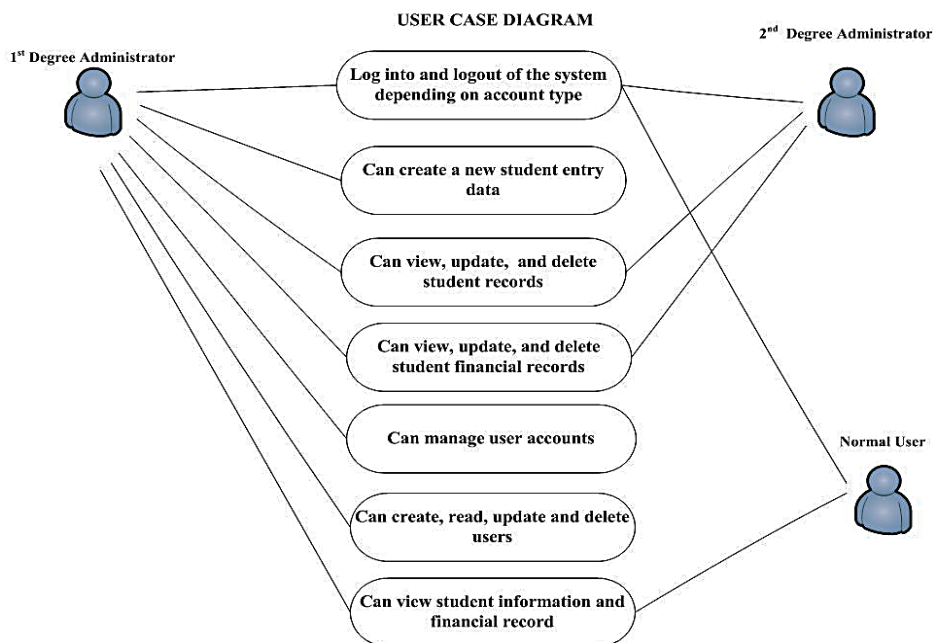 USER CASE DIAGRAM
1st Degree Administrator
2nd Degree Administrator
Log into and logout of the system
depending on account type
Can create a new student entry
data
Can view, update, and delete
student records
Can view, update, and delete
student financial records
Can manage user accounts
Normal User
Can create, read, update and delete
users
Can view student information and
financial record